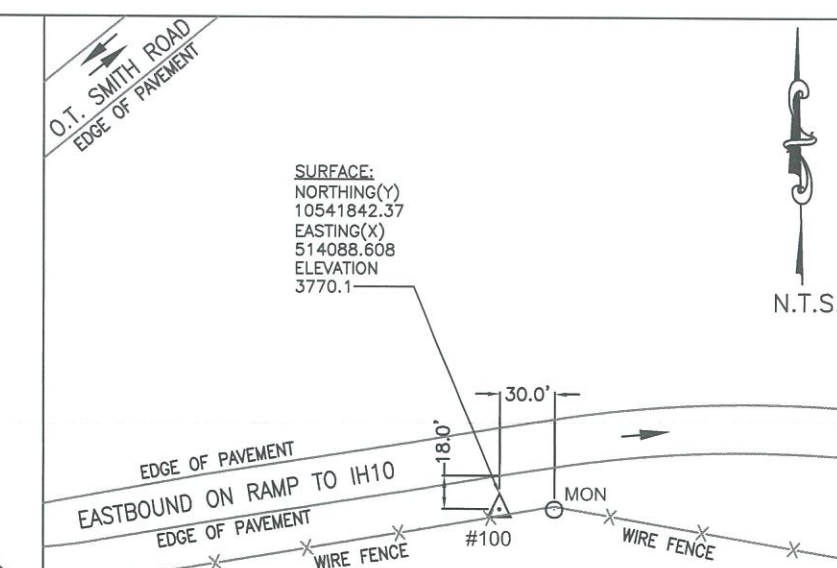 O.T. SMITH ROAD
EDGE OF PAVEMENT
SURFACE:
NORTHING(Y)
10541842.37
EASTING(X)
514088.608
ELEVATION
3770.1
N.T.S.
30.0'
18.0'
EDGE OF PAVEMENT
EASTBOUND ON RAMP TO IH10
EDGE OF PAVEMENT
MON
#100
WIRE FENCE
WIRE FENCE